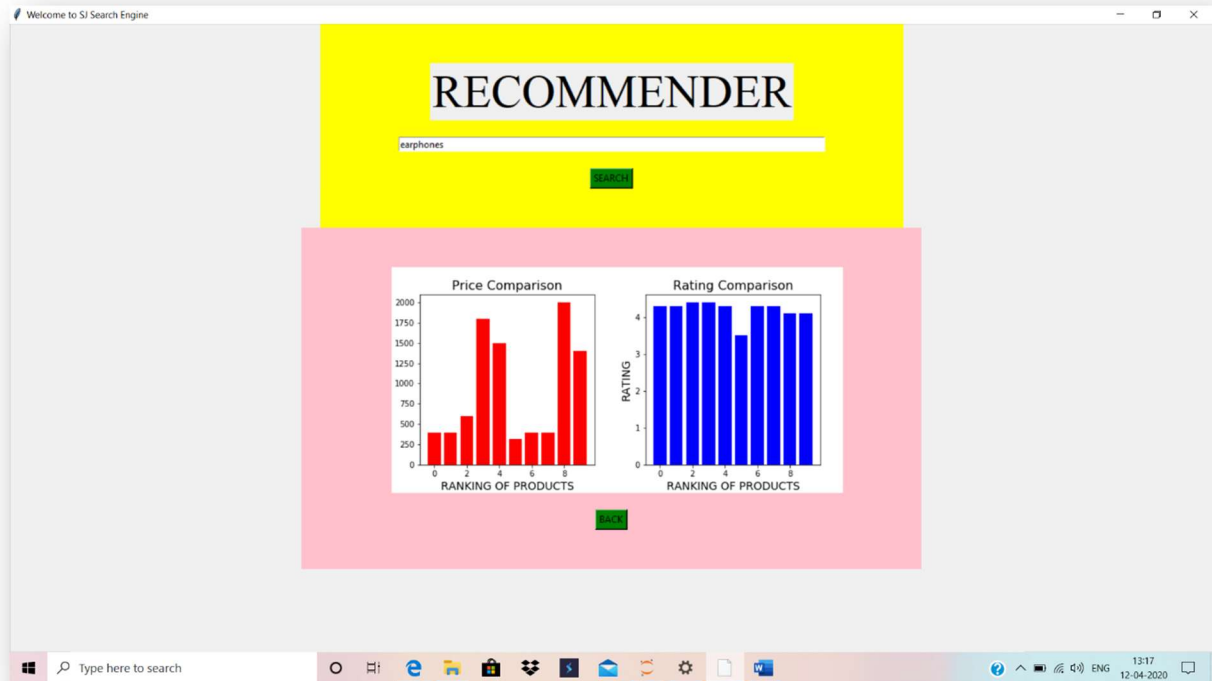 Welcome to SJ Search Engine
RECOMMENDER
earphones
SEARCH
Price Comparison
2000
1750
1500
1250
1000
750
500
250
0
0 2 4 6 8
RANKING OF PRODUCTS
Rating Comparison
RATING
4
3
2
1
0
0 2 4 6 8
RANKING OF PRODUCTS
BACK
Type here to search
ENG
13:17
12-04-2020